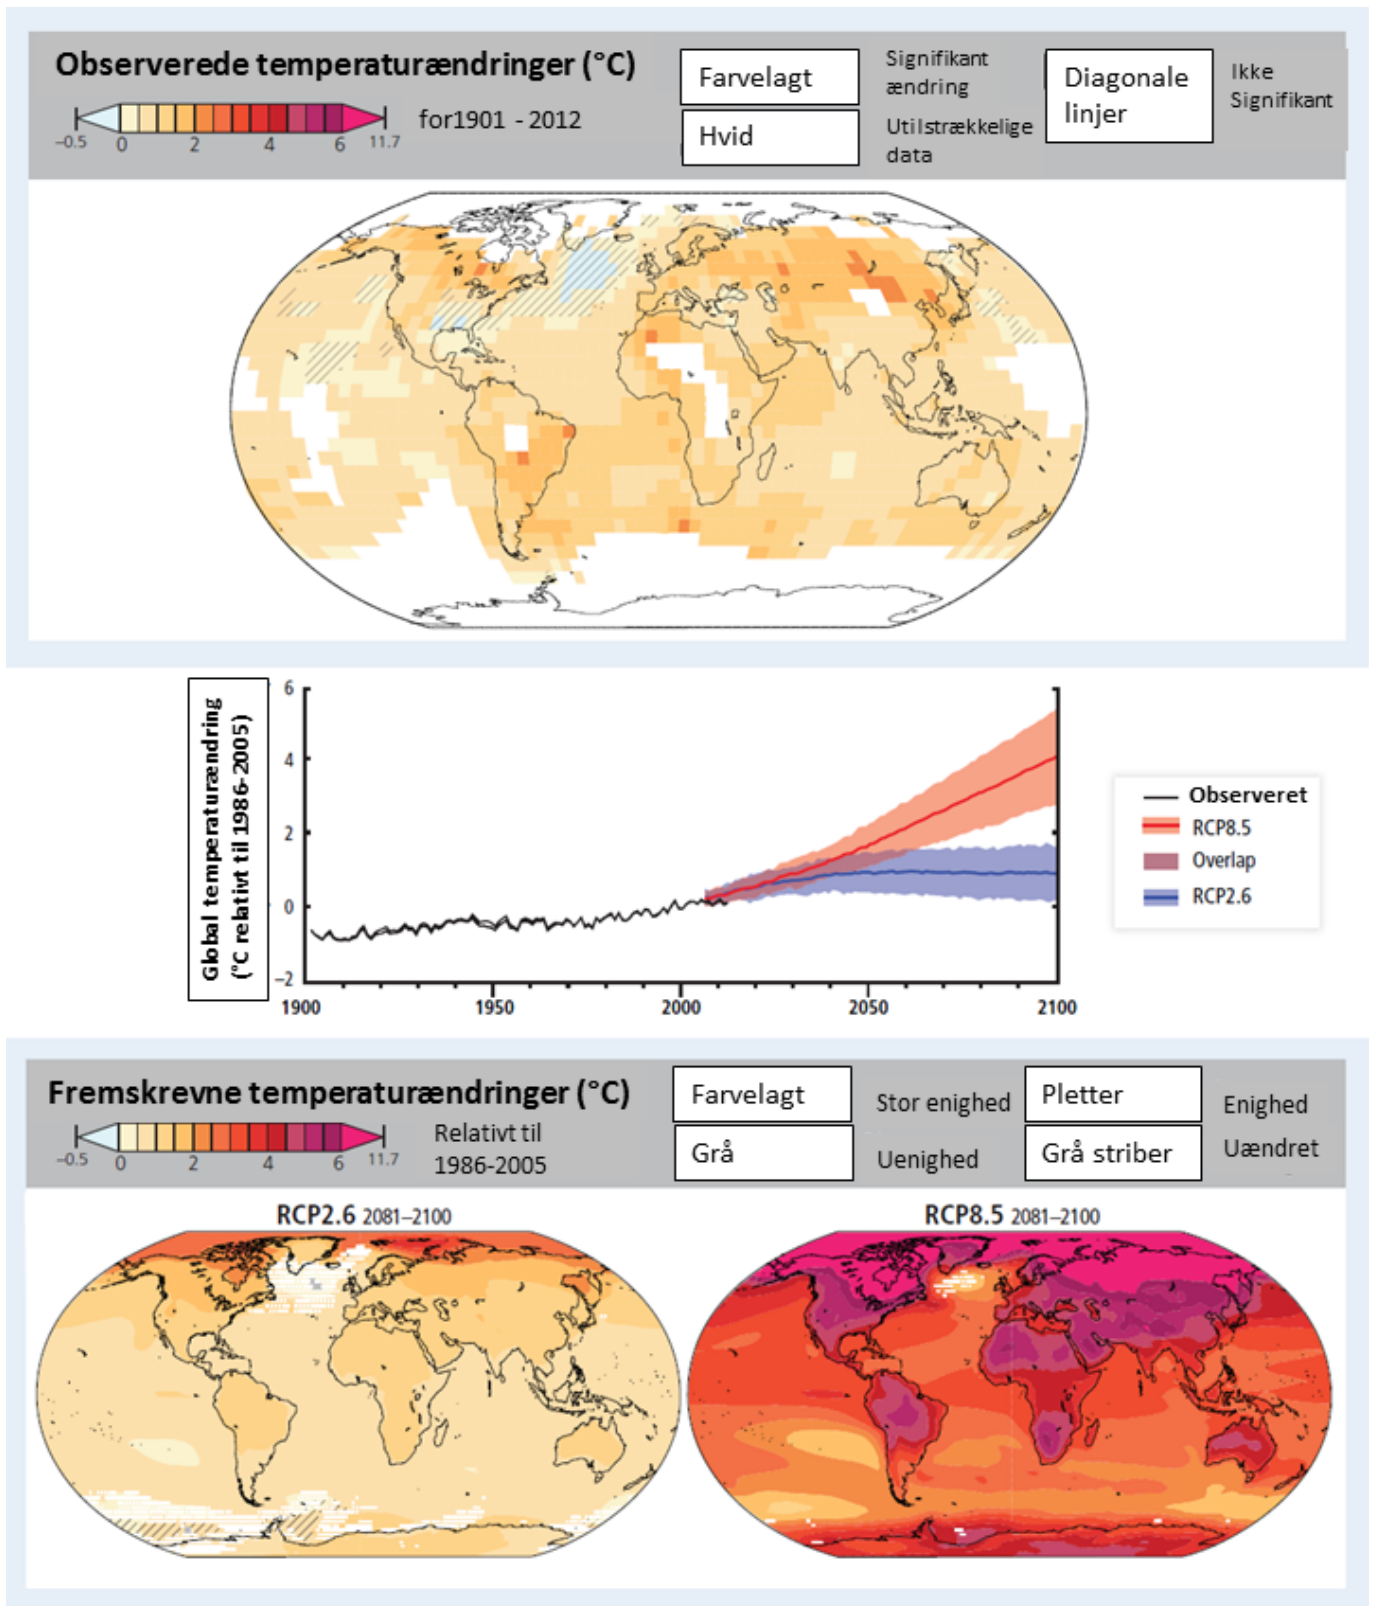 Observerede temperaturændringer (°C)
for1901 - 2012
−0.5 0 2 4 6 11.7
Farvelagt
Signifikant
ændring
Hvid
Utilstrækkelige
data
Diagonale
linjer
Ikke
Signifikant
Global temperaturændring
(°C relativt til 1986-2005)
6
4
2
0
−2
1900 1950 2000 2050 2100
Observeret
RCP8.5
Overlap
RCP2.6
Fremskrevne temperaturændringer (°C)
Relativt til
1986-2005
−0.5 0 2 4 6 11.7
Farvelagt
Stor enighed
Grå
Uenighed
Pletter
Enighed
Grå striber
Uændret
RCP2.6 2081–2100
RCP8.5 2081–2100